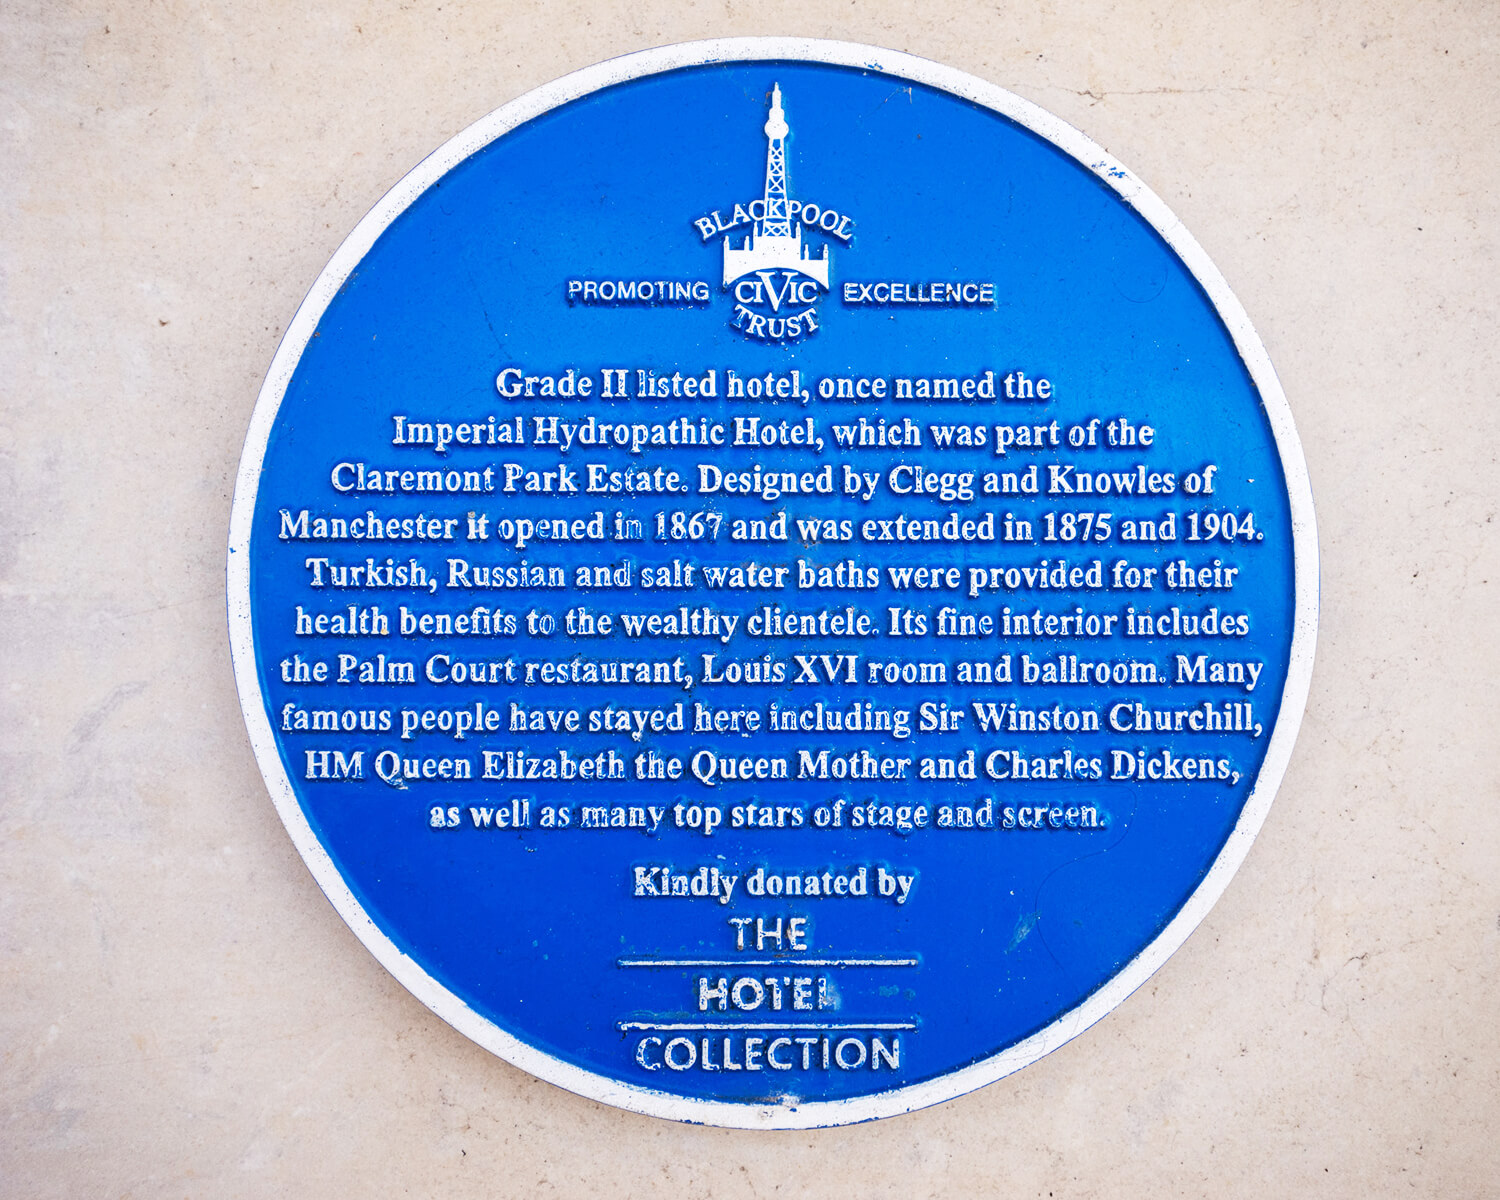 BLACKPOOL
PROMOTING CIVIC EXCELLENCE
TRUST
Grade II listed hotel, once named the
Imperial Hydropathic Hotel, which was part of the
Claremont Park Estate. Designed by Clegg and Knowles of
Manchester it opened in 1867 and was extended in 1875 and 1904.
Turkish, Russian and salt water baths were provided for their
health benefits to the wealthy clientele. Its fine interior includes
the Palm Court restaurant, Louis XVI room and ballroom. Many
famous people have stayed here including Sir Winston Churchill,
HM Queen Elizabeth the Queen Mother and Charles Dickens,
as well as many top stars of stage and screen.
Kindly donated by
THE
HOTEL
COLLECTION